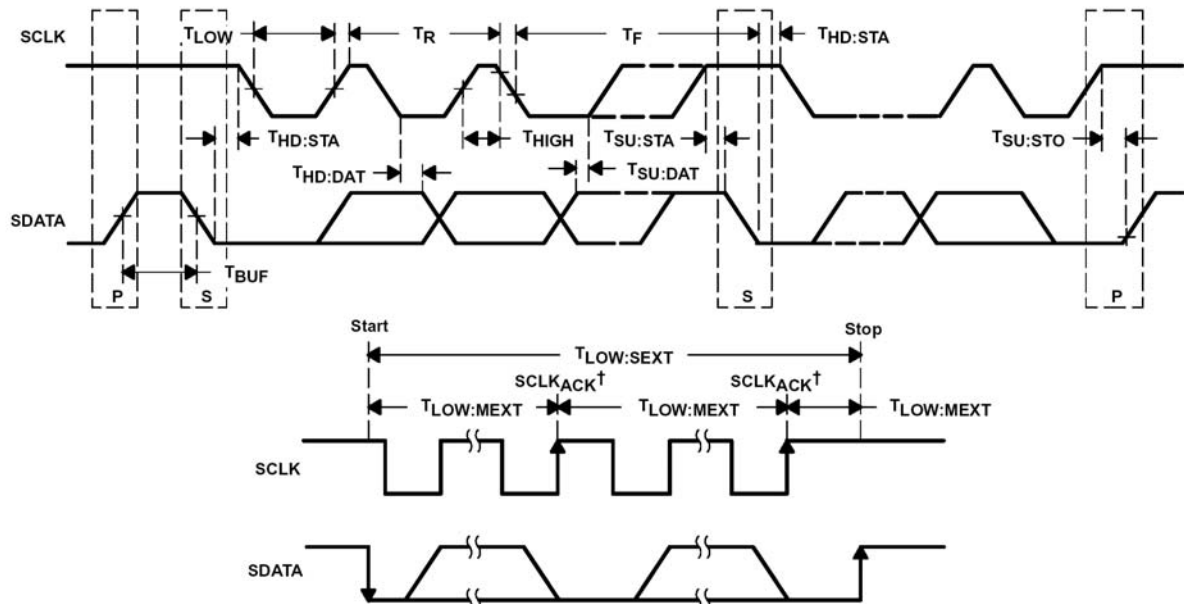 SCLK
TLOW
TR
TF
THD:STA
THD:STA
THD:DAT
THIGH
TSU:STA
TSU:DAT
TSU:STO
SDATA
TBUF
P
S
S
P
Start
Stop
TLOW:SEXT
SCLKACK†
SCLKACK†
TLOW:MEXT
TLOW:MEXT
TLOW:MEXT
SCLK
SDATA